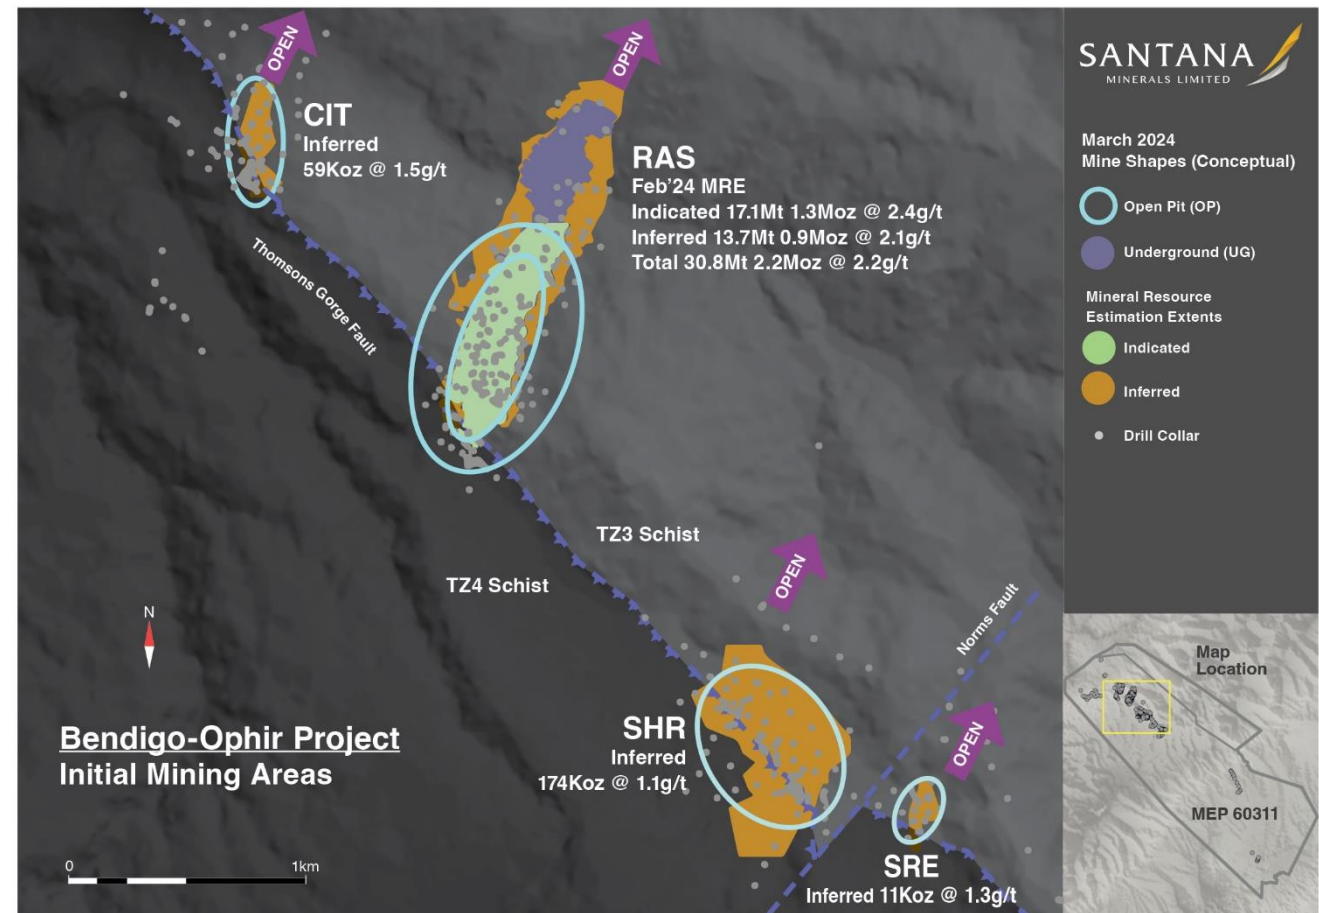 OPEN
CIT
Inferred
59Koz @ 1.5g/t
OPEN
RAS
Feb'24 MRE
Indicated 17.1Mt 1.3Moz @ 2.4g/t
Inferred 13.7Mt 0.9Moz @ 2.1g/t
Total 30.8Mt 2.2Moz @ 2.2g/t
Thomsons Gorge Fault
TZ3 Schist
TZ4 Schist
OPEN
Norms Fault
N
SHR
Inferred
174Koz @ 1.1g/t
OPEN
SRE
Inferred 11Koz @ 1.3g/t
Bendigo-Ophir Project
Initial Mining Areas
0 1km
SANTANA
MINERALS LIMITED
March 2024
Mine Shapes (Conceptual)
Open Pit (OP)
Underground (UG)
Mineral Resource
Estimation Extents
Indicated
Inferred
Drill Collar
Map
Location
MEP 60311